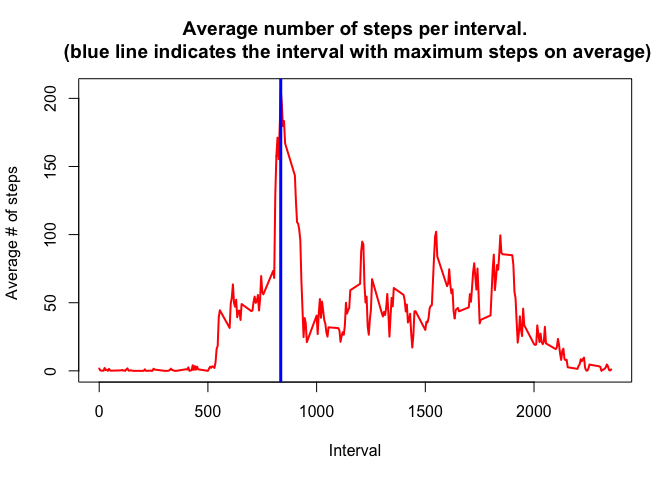 Average number of steps per interval.
(blue line indicates the interval with maximum steps on average)
Average # of steps
200
150
100
50
0
0
500
1000
1500
2000
Interval